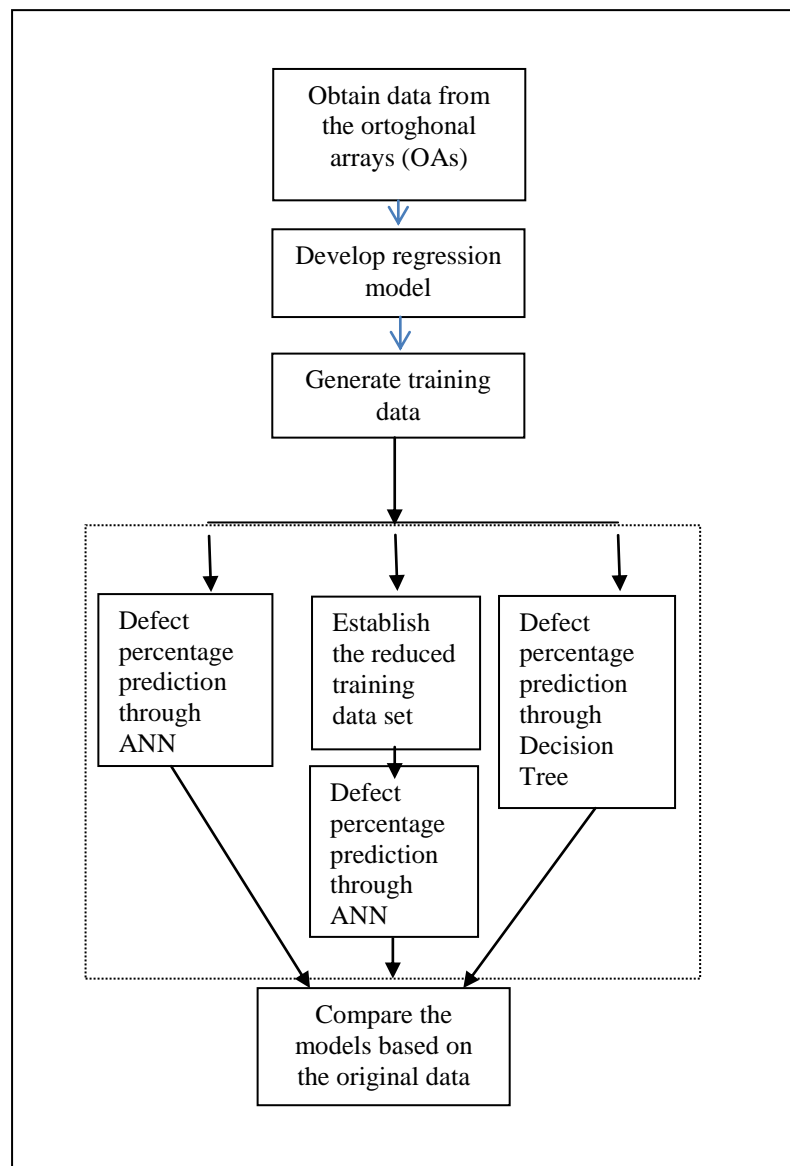 Obtain data from
the ortoghonal
arrays (OAs)
Develop regression
model
Generate training
data
Defect
percentage
prediction
through
ANN
Establish
the reduced
training
data set
Defect
percentage
prediction
through
ANN
Defect
percentage
prediction
through
Decision
Tree
Compare the
models based on
the original data